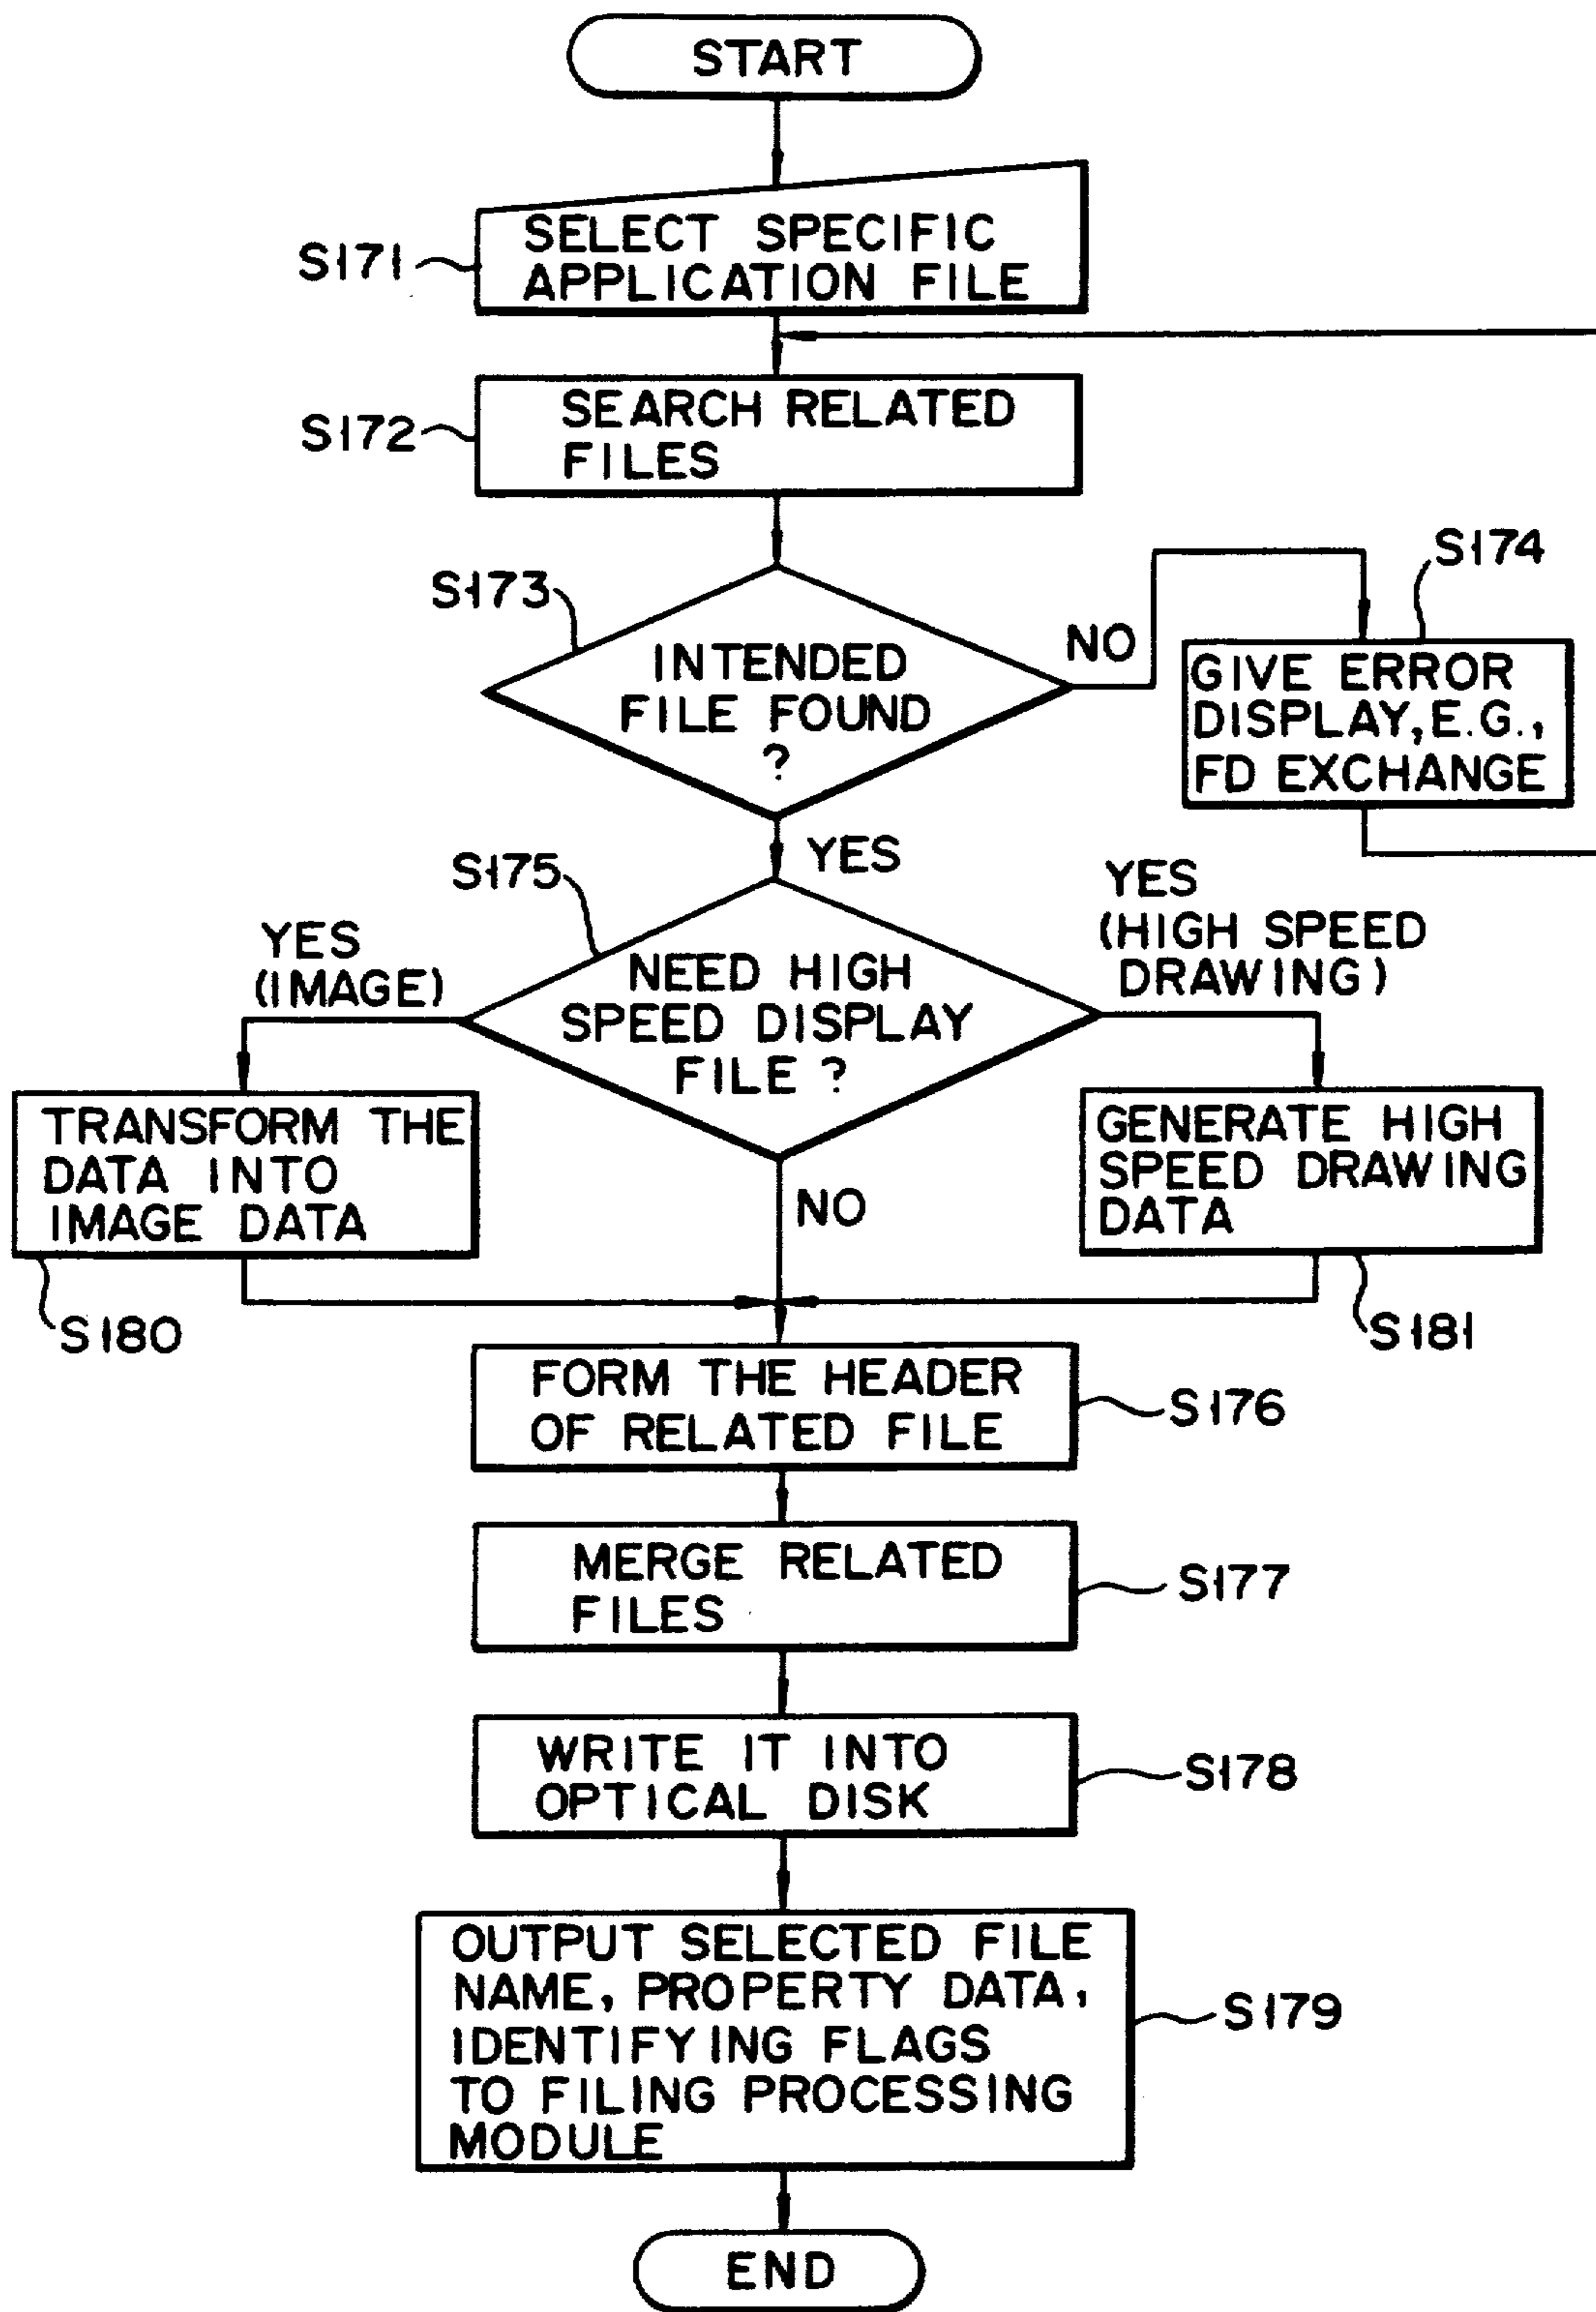 START
S171
SELECT SPECIFIC
APPLICATION FILE
S172
SEARCH RELATED
FILES
S173
INTENDED
FILE FOUND
?
NO
S174
GIVE ERROR
DISPLAY, E.G.,
FD EXCHANGE
YES
S175
NEED HIGH
SPEED DISPLAY
FILE ?
YES
(IMAGE)
YES
(HIGH SPEED
DRAWING)
TRANSFORM THE
DATA INTO
IMAGE DATA
S180
NO
GENERATE HIGH
SPEED DRAWING
DATA
S181
FORM THE HEADER
OF RELATED FILE
S176
MERGE RELATED
FILES
S177
WRITE IT INTO
OPTICAL DISK
S178
OUTPUT SELECTED FILE
NAME, PROPERTY DATA,
IDENTIFYING FLAGS
TO FILING PROCESSING
MODULE
S179
END